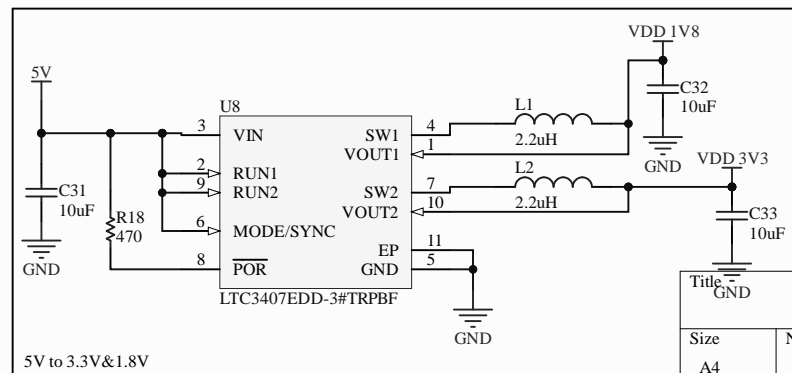 VDD 1V8
5V
C32
10uF
U8
L1
2.2uH
3
VIN
SW1
4
VOUT1
1
GND
2
RUN1
9
RUN2
SW2
7
L2
2.2uH
VDD 3V3
VOUT2
10
C31
10uF
R18
470
6
MODE/SYNC
C33
10uF
EP
11
GND
8
POR
GND
5
LTC3407EDD-3#TRPBF
GND
GND
Title
Size
N
A4
5V to 3.3V&1.8V